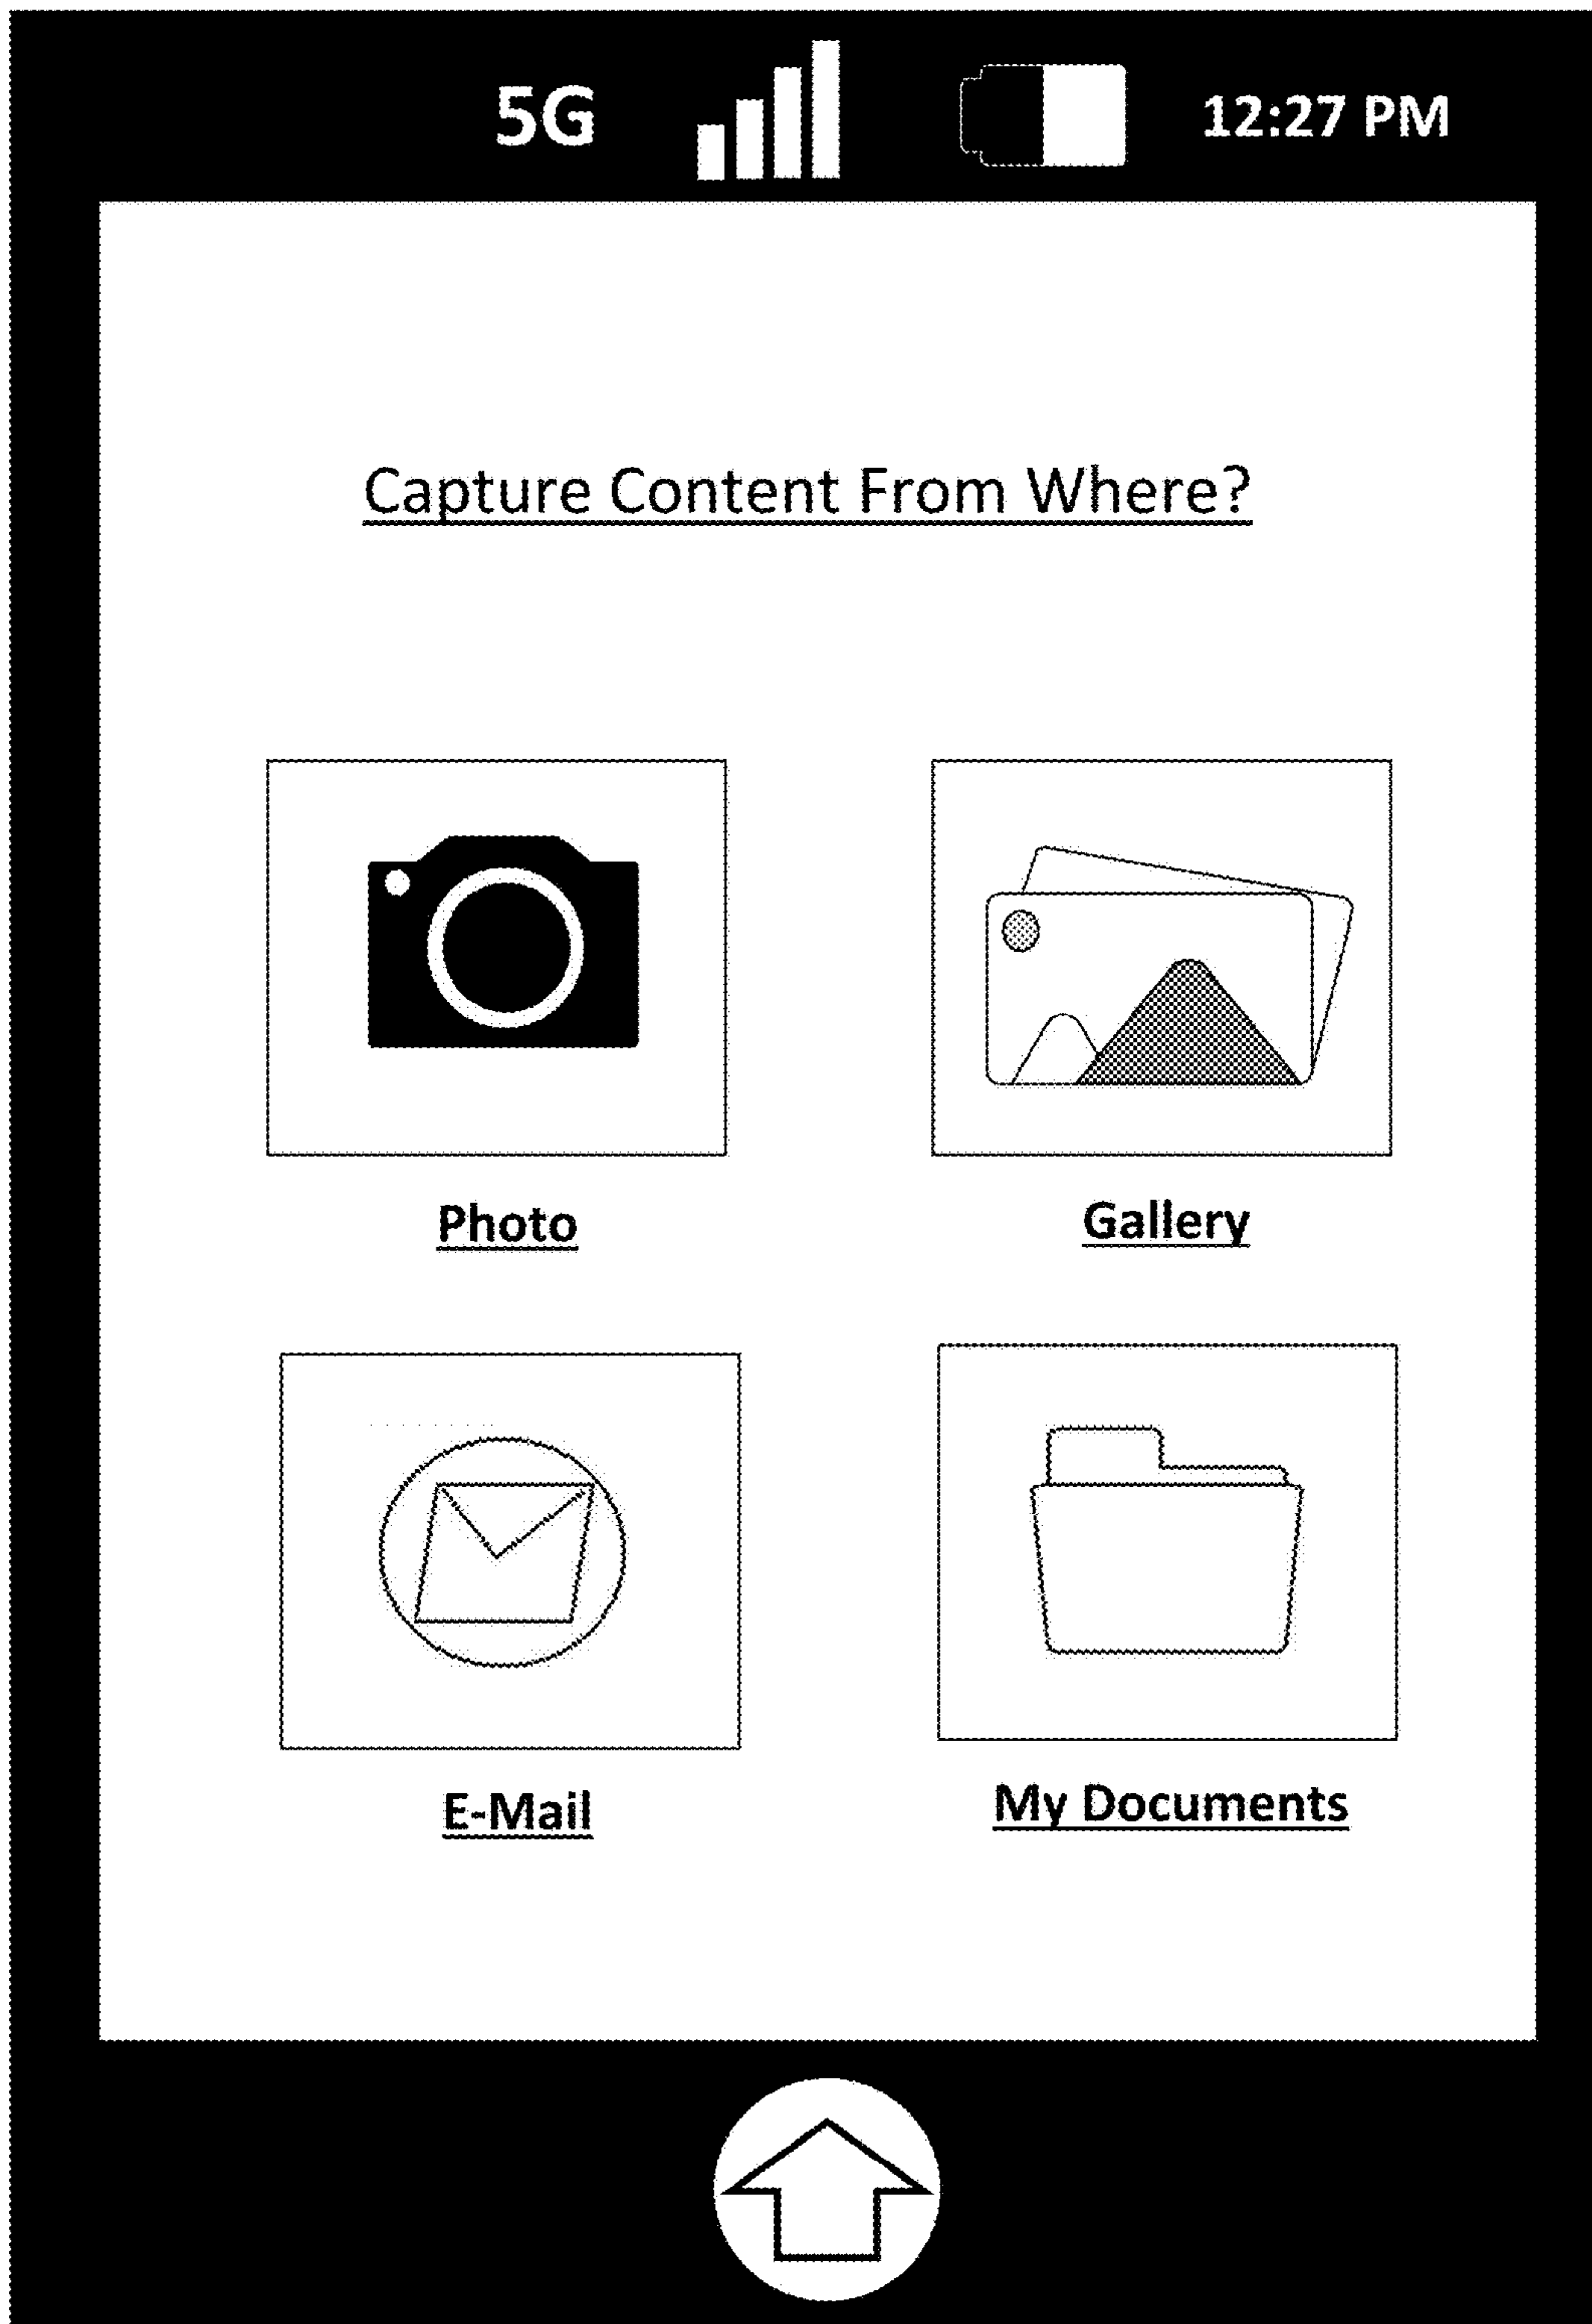 5G 12:27 PM
Capture Content From Where?
Photo Gallery
E-Mail My Documents